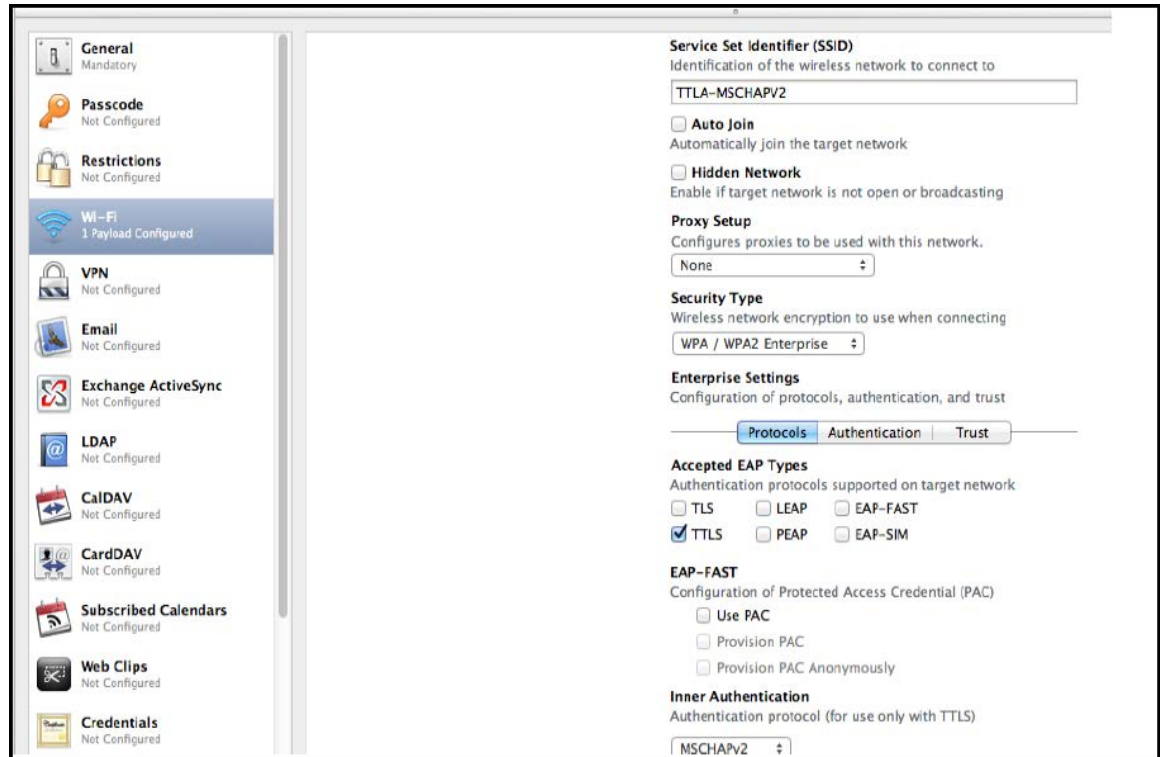 General
Mandatory
Passcode
Not Configured
Restrictions
Not Configured
Wi-Fi
1 Payload Configured
VPN
Not Configured
Email
Not Configured
Exchange ActiveSync
Not Configured
LDAP
Not Configured
CalDAV
Not Configured
CardDAV
Not Configured
Subscribed Calendars
Not Configured
Web Clips
Not Configured
Credentials
Not Configured
Service Set Identifier (SSID)
Identification of the wireless network to connect to
TTLA-MSCHAPV2
Auto Join
Automatically join the target network
Hidden Network
Enable if target network is not open or broadcasting
Proxy Setup
Configures proxies to be used with this network.
None
Security Type
Wireless network encryption to use when connecting
WPA / WPA2 Enterprise
Enterprise Settings
Configuration of protocols, authentication, and trust
Protocols Authentication Trust
Accepted EAP Types
Authentication protocols supported on target network
TLS LEAP EAP-FAST
TTLS PEAP EAP-SIM
EAP-FAST
Configuration of Protected Access Credential (PAC)
Use PAC
Provision PAC
Provision PAC Anonymously
Inner Authentication
Authentication protocol (for use only with TTLS)
MSCHAPv2